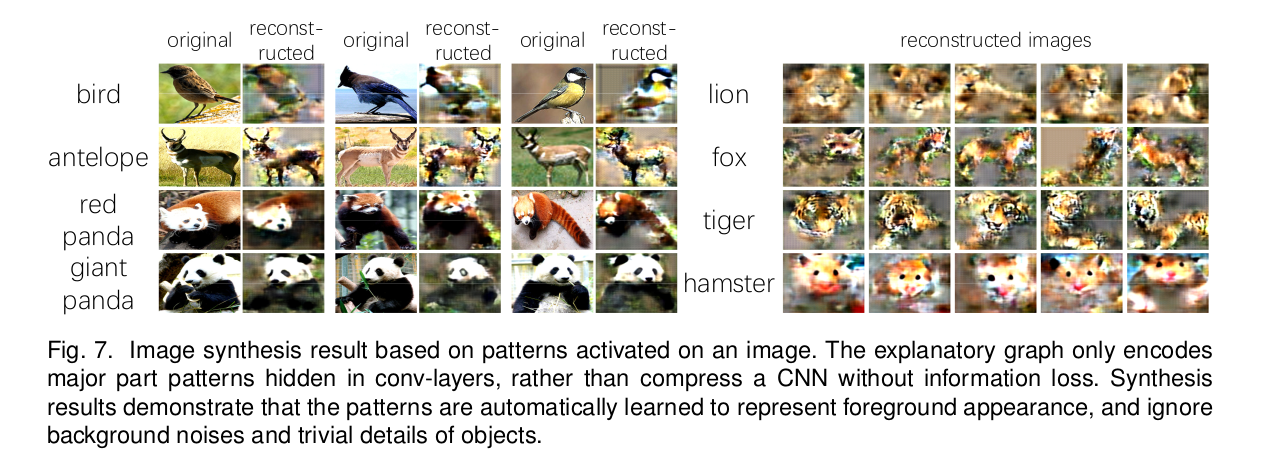 original
reconst-
ructed
original
reconst-
ructed
original
reconst-
ructed
reconstructed images
bird
antelope
red
panda
giant
panda
lion
fox
tiger
hamster
Fig. 7. Image synthesis result based on patterns activated on an image. The explanatory graph only encodes
major part patterns hidden in conv-layers, rather than compress a CNN without information loss. Synthesis
results demonstrate that the patterns are automatically learned to represent foreground appearance, and ignore
background noises and trivial details of objects.